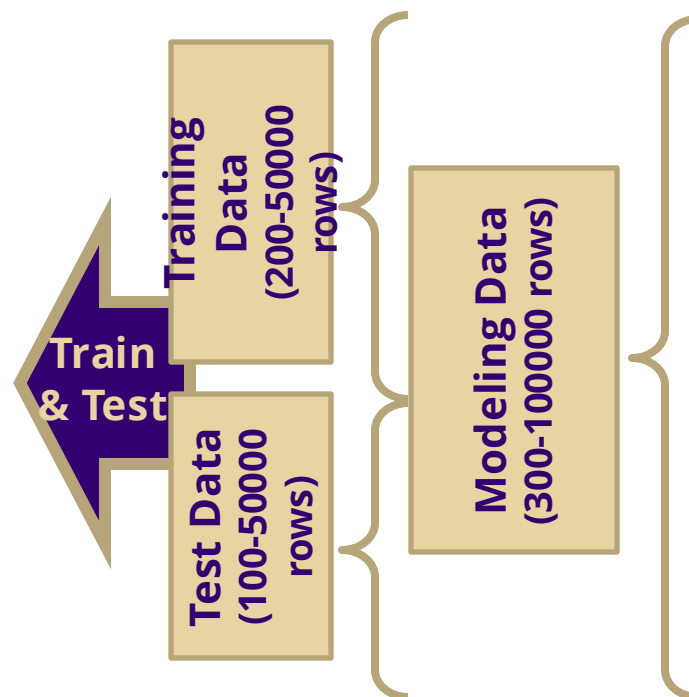 Train
& Test
Training
Data
(200-50000
rows)
Test Data
(100-50000
rows)
Modeling Data
(300-100000 rows)